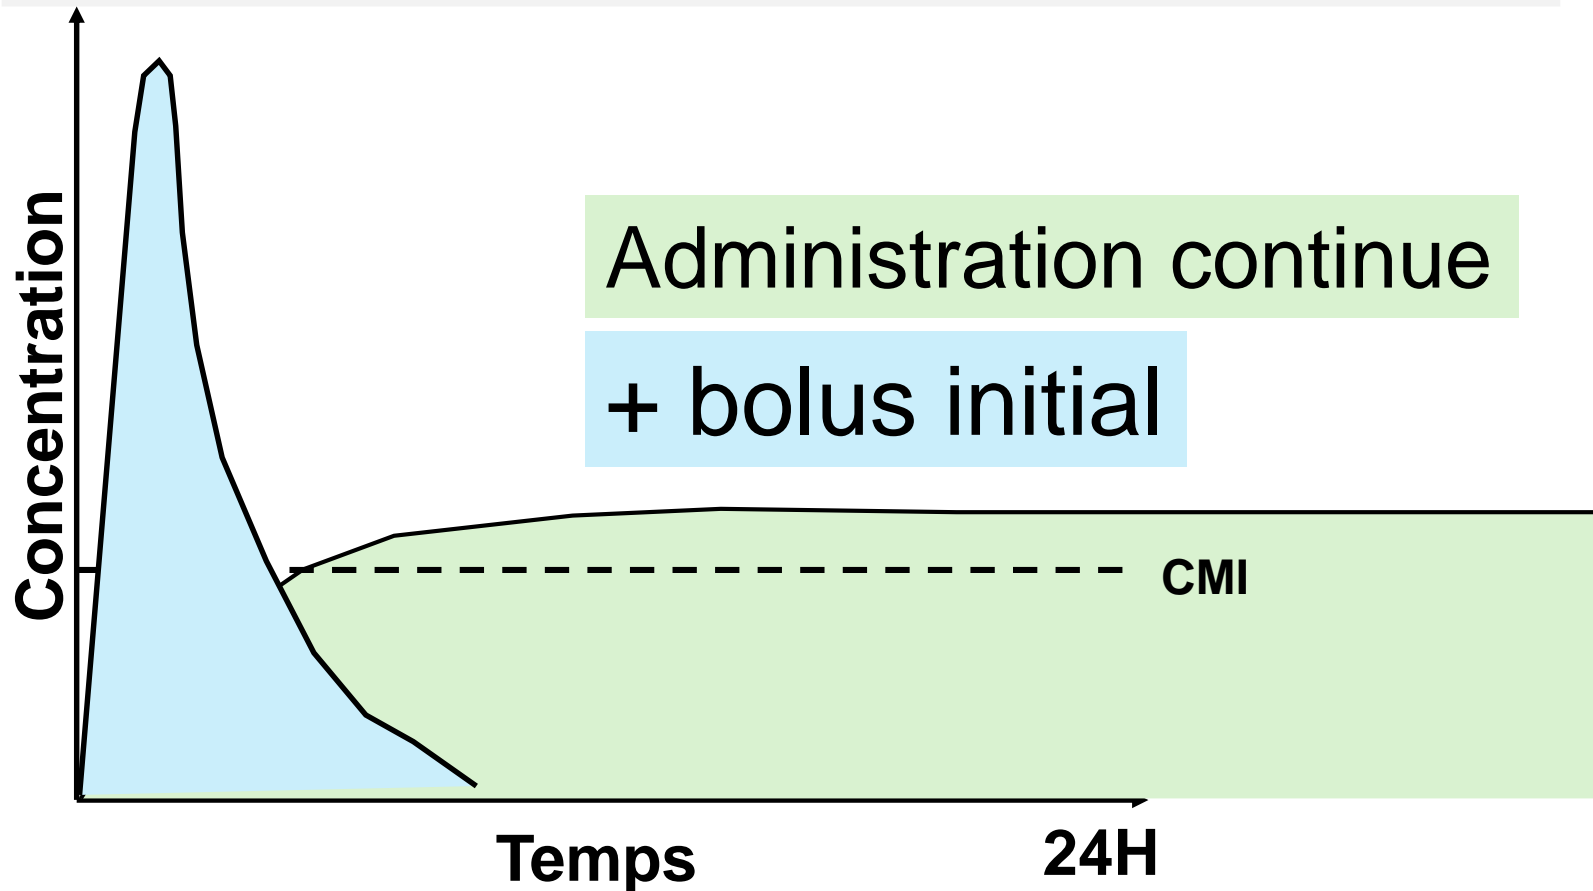 Concentration
Administration continue
+ bolus initial
CMI
Temps
24H